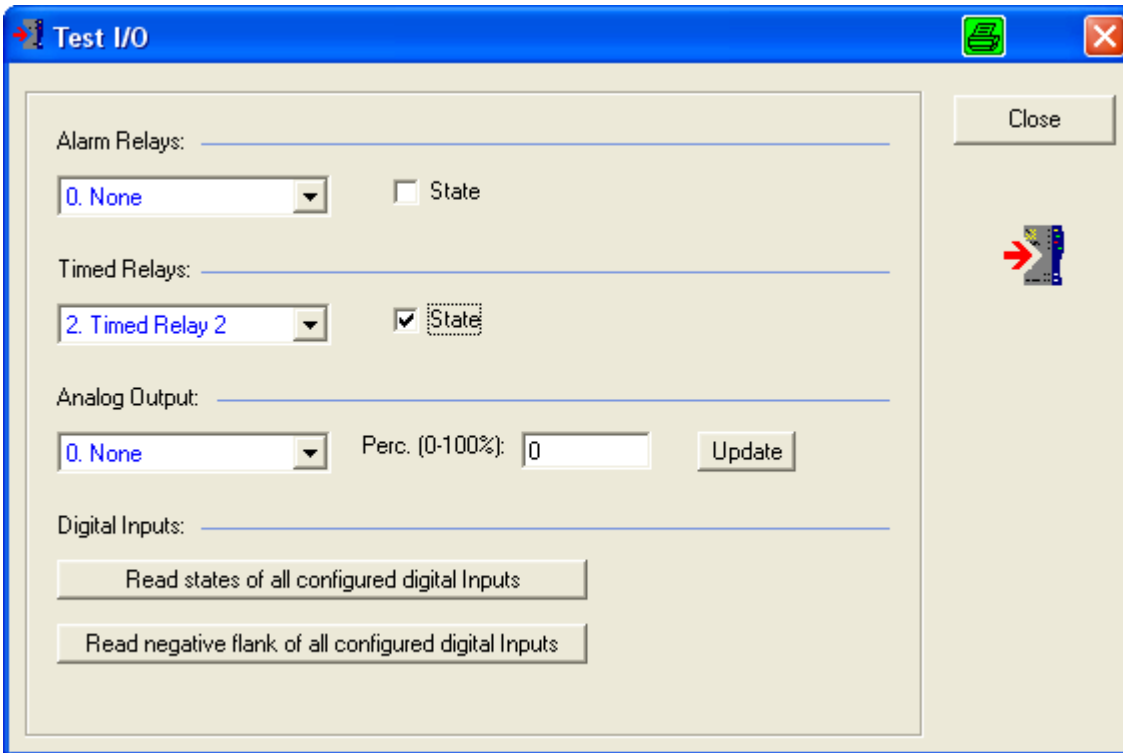 Test I/O
Close
Alarm Relays:
0. None State
Timed Relays:
2. Timed Relay 2 State
Analog Output:
0. None Perc. (0-100%): 0 Update
Digital Inputs:
Read states of all configured digital Inputs
Read negative flank of all configured digital Inputs